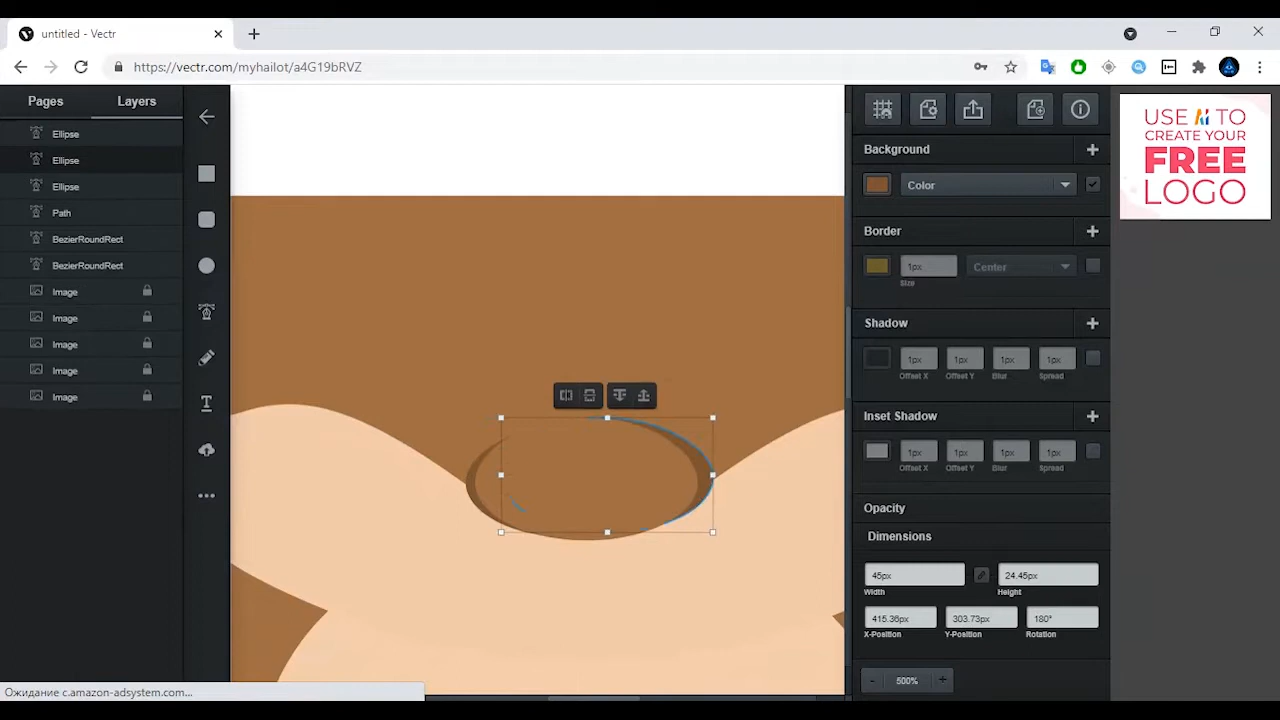 untitled - Vectr
https://vectr.com/myhailot/a4G19bRVZ
Pages
Layers
Ellipse
Ellipse
Ellipse
Path
BezierRoundRect
BezierRoundRect
Image
Image
Image
Image
Image
T
Background
Color
Border
1px
Center
Size
Shadow
1px
1px
1px
1px
Offset X
Offset Y
Blur
Spread
Inset Shadow
1px
1px
1px
1px
Offset X
Offset Y
Blur
Spread
Opacity
Dimensions
45px
24.45px
Width
Height
415.36px
303.73px
180°
X-Position
Y-Position
Rotation
- 500% +
USE AI TO
CREATE YOUR
FREE
LOGO
Ожидание c.amazon-adsystem.com...